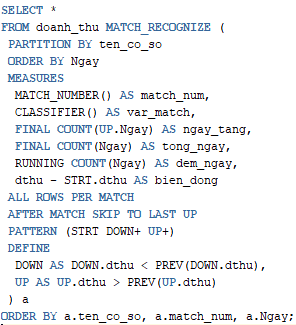 SELECT *
FROM doanh_thu MATCH_RECOGNIZE (
PARTITION BY ten_co_so
ORDER BY Ngay
MEASURES
MATCH_NUMBER() AS match_num,
CLASSIFIER() AS var_match,
FINAL COUNT(UP.Ngay) AS ngay_tang,
FINAL COUNT(Ngay) AS tong_ngay,
RUNNING COUNT(Ngay) AS dem_ngay,
dthu - STRT.dthu AS bien_dong
ALL ROWS PER MATCH
AFTER MATCH SKIP TO LAST UP
PATTERN (STRT DOWN+ UP+)
DEFINE
DOWN AS DOWN.dthu < PREV(DOWN.dthu),
UP AS UP.dthu > PREV(UP.dthu)
) a
ORDER BY a.ten_co_so, a.match_num, a.Ngay;